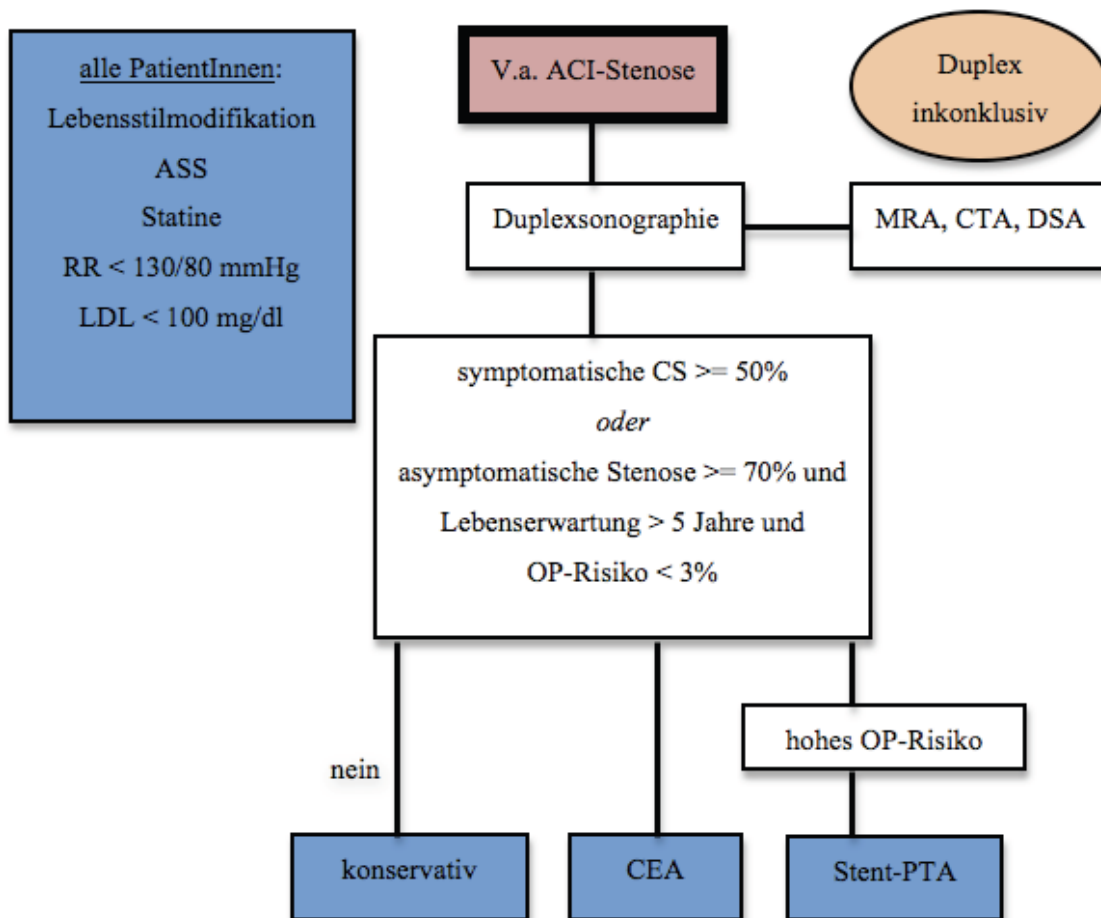 alle PatientInnen:
Lebensstilmodifikation
ASS
Statine
RR < 130/80 mmHg
LDL < 100 mg/dl
V.a. ACI-Stenose
Duplex
inkonklusiv
Duplexsonographie
MRA, CTA, DSA
symptomatische CS >= 50%
oder
asymptomatische Stenose >= 70% und
Lebenserwartung > 5 Jahre und
OP-Risiko < 3%
nein
hohes OP-Risiko
konservativ
CEA
Stent-PTA